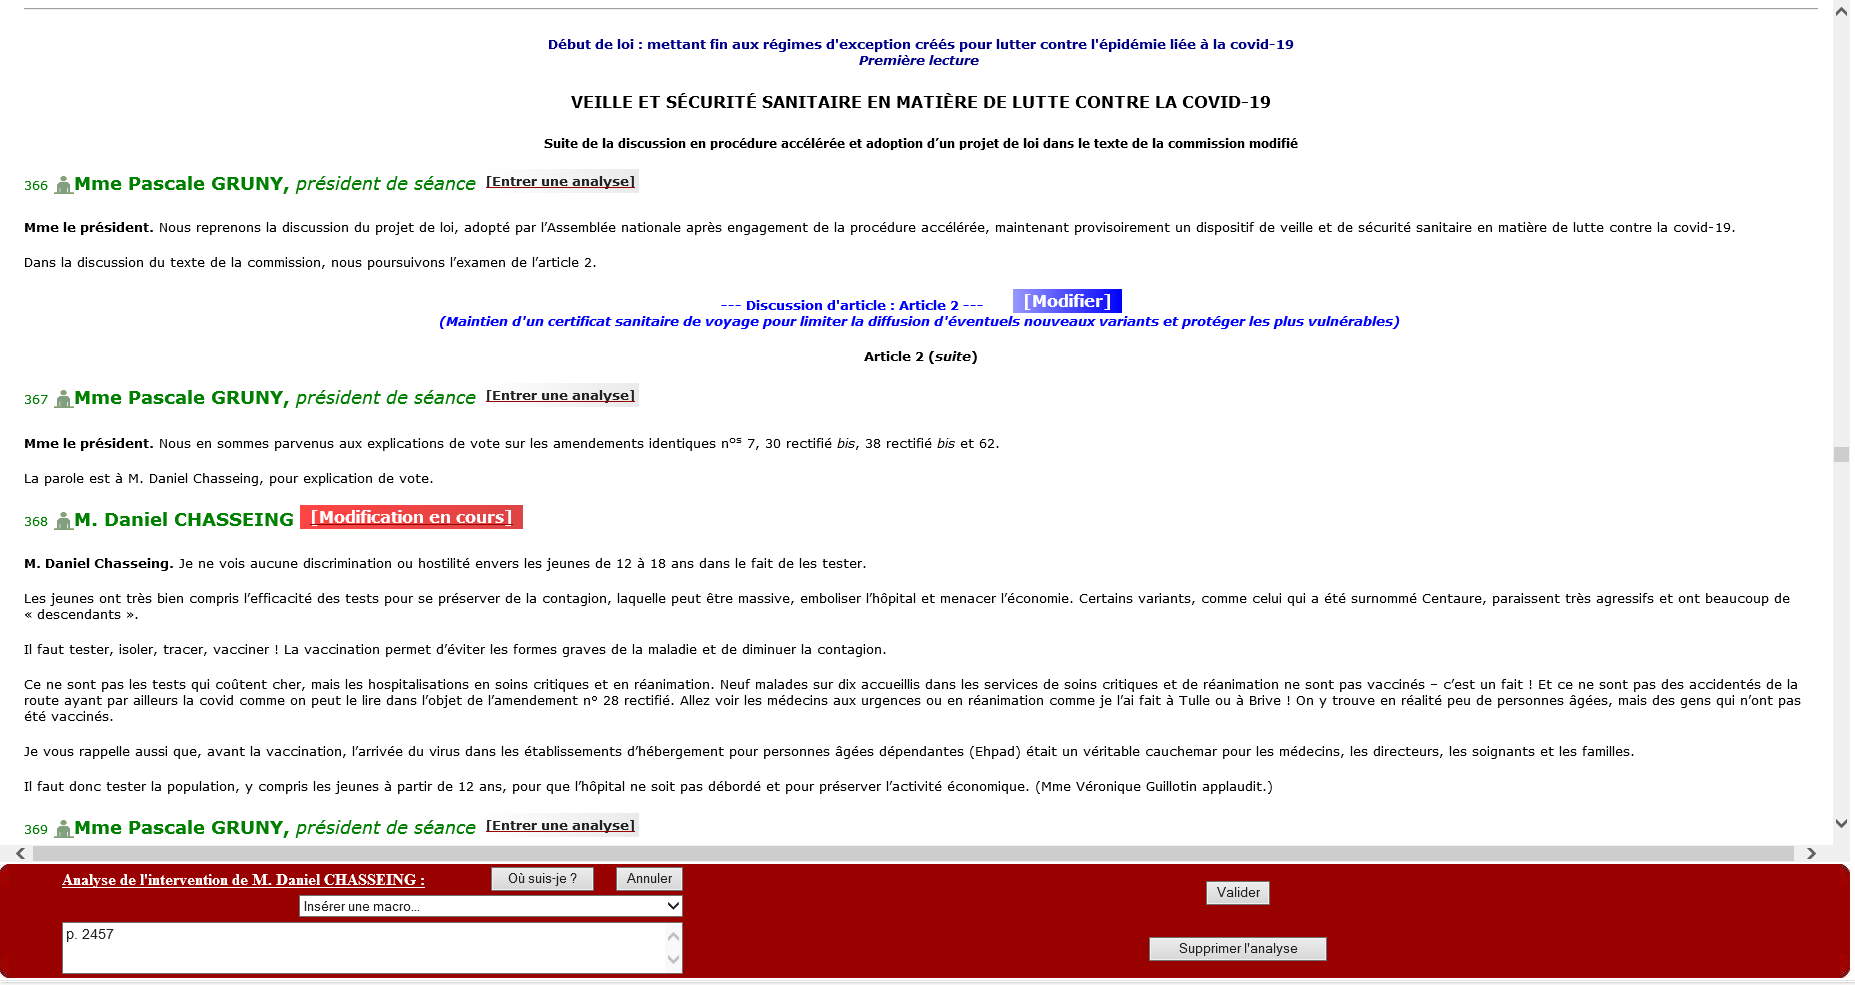 Début de loi : mettant fin aux régimes d'exception créés pour lutter contre l'épidémie liée à la covid-19
Première lecture
VEILLE ET SÉCURITÉ SANITAIRE EN MATIÈRE DE LUTTE CONTRE LA COVID-19
Suite de la discussion en procédure accélérée et adoption d’un projet de loi dans le texte de la commission modifié
366 Mme Pascale GRUNY, président de séance [Entrer une analyse]
Mme le président. Nous reprenons la discussion du projet de loi, adopté par l’Assemblée nationale après engagement de la procédure accélérée, maintenant provisoirement un dispositif de veille et de sécurité sanitaire en matière de lutte contre la covid-19.
Dans la discussion du texte de la commission, nous poursuivons l’examen de l’article 2.
--- Discussion d'article : Article 2 --- [Modifier]
(Maintien d'un certificat sanitaire de voyage pour limiter la diffusion d'éventuels nouveaux variants et protéger les plus vulnérables)
Article 2 (suite)
367 Mme Pascale GRUNY, président de séance [Entrer une analyse]
Mme le président. Nous en sommes parvenus aux explications de vote sur les amendements identiques nos 7, 30 rectifié bis, 38 rectifié bis et 62.
La parole est à M. Daniel Chasseing, pour explication de vote.
368 M. Daniel CHASSEING [Modification en cours]
M. Daniel Chasseing. Je ne vois aucune discrimination ou hostilité envers les jeunes de 12 à 18 ans dans le fait de les tester.
Les jeunes ont très bien compris l’efficacité des tests pour se préserver de la contagion, laquelle peut être massive, emboliser l’hôpital et menacer l’économie. Certains variants, comme celui qui a été surnommé Centaure, paraissent très agressifs et ont beaucoup de
« descendants ».
Il faut tester, isoler, tracer, vacciner ! La vaccination permet d’éviter les formes graves de la maladie et de diminuer la contagion.
Ce ne sont pas les tests qui coûtent cher, mais les hospitalisations en soins critiques et en réanimation. Neuf malades sur dix accueillis dans les services de soins critiques et de réanimation ne sont pas vaccinés – c’est un fait ! Et ce ne sont pas des accidentés de la
route ayant par ailleurs la covid comme on peut le lire dans l’objet de l’amendement n° 28 rectifié. Allez voir les médecins aux urgences ou en réanimation comme je l’ai fait à Tulle ou à Brive ! On y trouve en réalité peu de personnes âgées, mais des gens qui n’ont pas
été vaccinés.
Je vous rappelle aussi que, avant la vaccination, l’arrivée du virus dans les établissements d’hébergement pour personnes âgées dépendantes (Ehpad) était un véritable cauchemar pour les médecins, les directeurs, les soignants et les familles.
Il faut donc tester la population, y compris les jeunes à partir de 12 ans, pour que l’hôpital ne soit pas débordé et pour préserver l’activité économique. (Mme Véronique Guillotin applaudit.)
369 Mme Pascale GRUNY, président de séance [Entrer une analyse]
Analyse de l'intervention de M. Daniel CHASSEING : Où suis-je ? Annuler
Valider
Insérer une macro...
p. 2457
Supprimer l'analyse